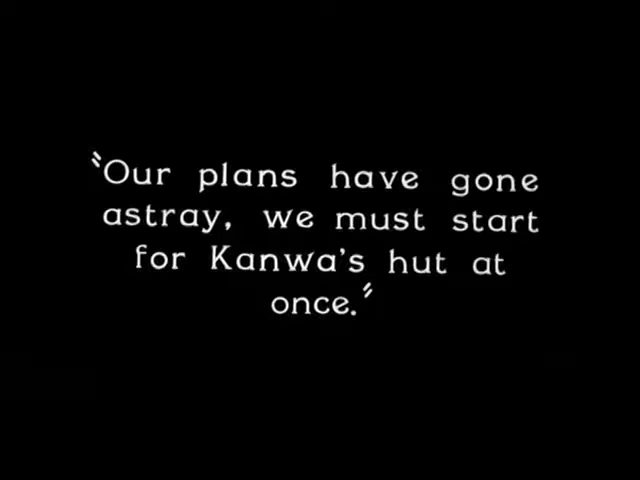 "Our plans have gone
astray, we must start
for Kanwa's hut at
once."